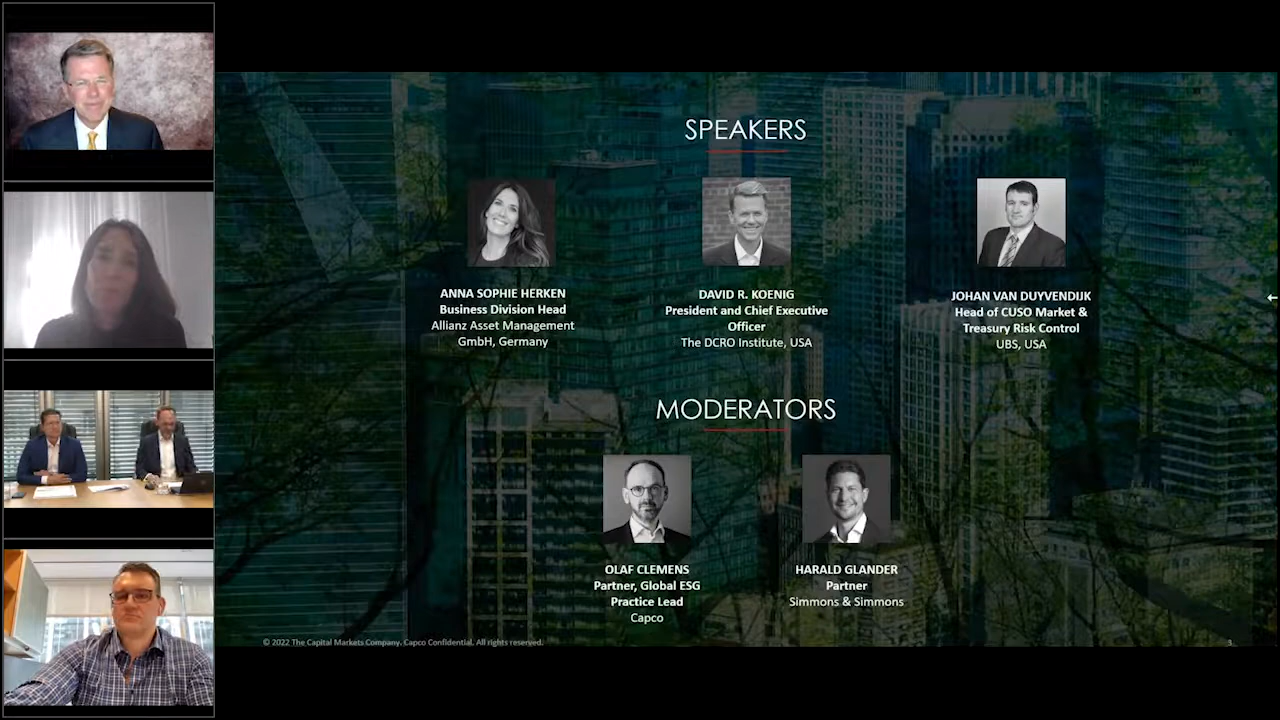 SPEAKERS
ANNA SOPHIE HERKEN
Business Division Head
Allianz Asset Management
GmbH, Germany
DAVID R. KOENIG
President and Chief Executive
Officer
The DCRO Institute, USA
JOHAN VAN DUYVENDIJK
Head of CUSO Market &
Treasury Risk Control
UBS, USA
MODERATORS
OLAF CLEMENS
Partner, Global ESG
Practice Lead
Capco
HARALD GLANDER
Partner
Simmons & Simmons
© 2022 The Capital Markets Company. Capco Confidential. All rights reserved.
3